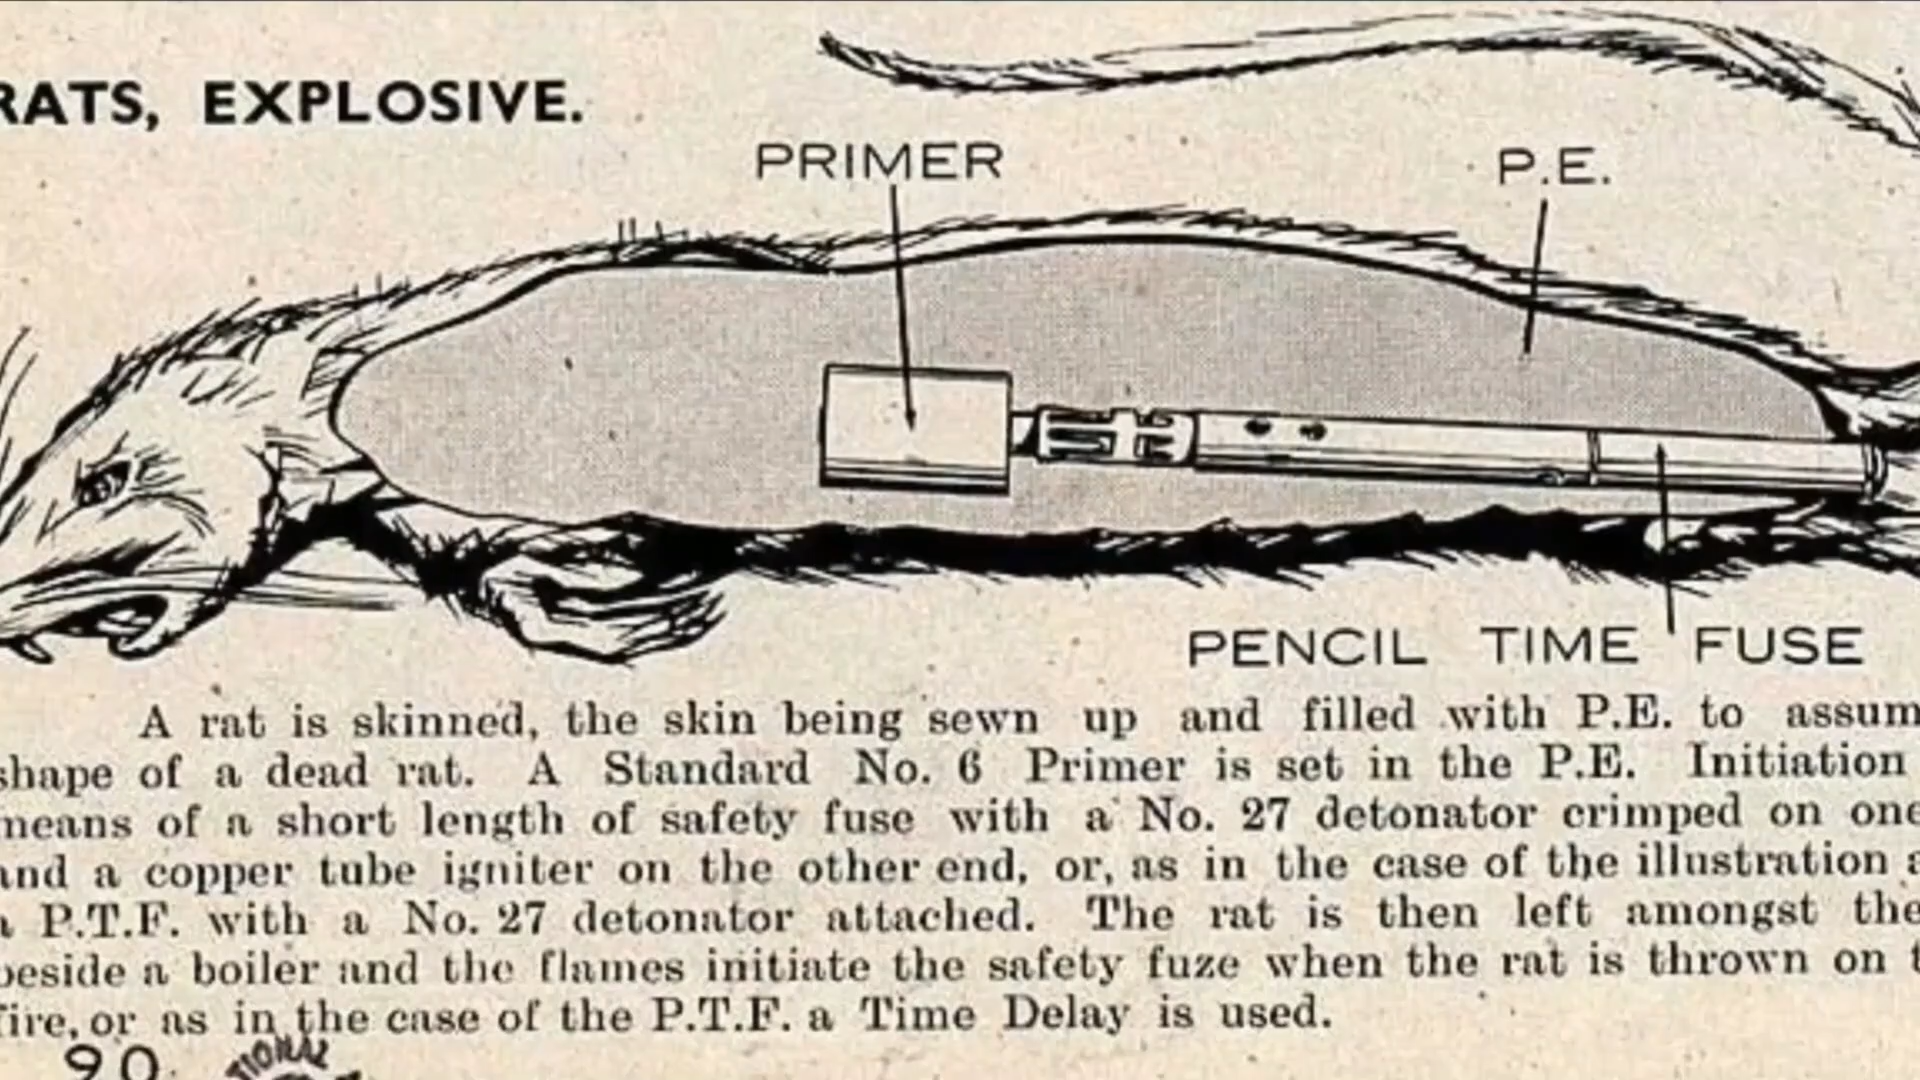 RATS, EXPLOSIVE.
PRIMER
P.E.
PENCIL TIME FUSE
A rat is skinned, the skin being sewn up and filled with P.E. to assum
shape of a dead rat. A Standard No. 6 Primer is set in the P.E. Initiation
means of a short length of safety fuse with a No. 27 detonator crimped on one
and a copper tube igniter on the other end, or, as in the case of the illustration a
a P.T.F. with a No. 27 detonator attached. The rat is then left amongst the
beside a boiler and the flames initiate the safety fuze when the rat is thrown on t
fire, or as in the case of the P.T.F. a Time Delay is used.
90.
TIONAL